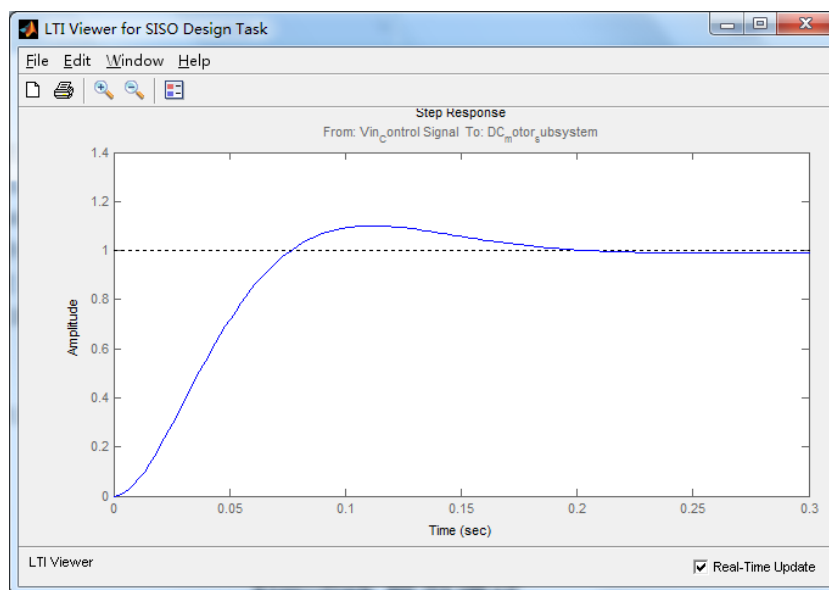 LTI Viewer for SISO Design Task
File Edit Window Help
Step Response
From: Vin_Control Signal To: DC_motor_subsystem
1.4
1.2
1
0.8
0.6
0.4
0.2
0
Amplitude
0 0.05 0.1 0.15 0.2 0.25 0.3
Time (sec)
LTI Viewer
Real-Time Update